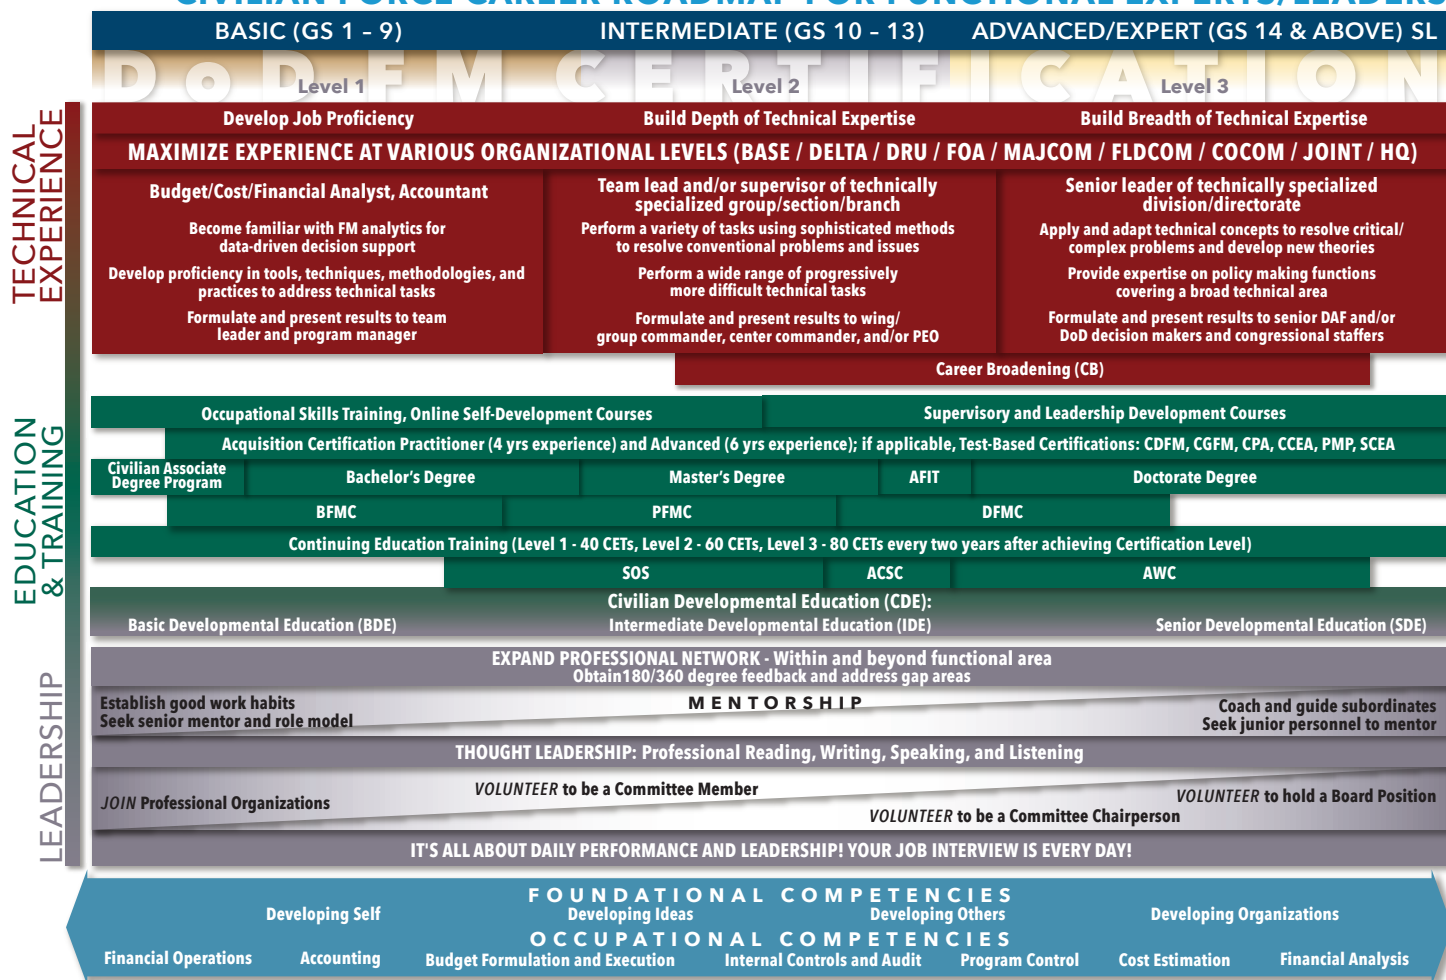 CIVILIAN FORCE CAREER ROADMAP FOR FUNCTIONAL EXPERTS/LEADERS
BASIC (GS 1 – 9)
INTERMEDIATE (GS 10 – 13)
ADVANCED/EXPERT (GS 14 & ABOVE) SL
DoD FM CERTIFICATION
Level 1
Level 2
Level 3
TECHNICAL
EXPERIENCE
Develop Job Proficiency
Build Depth of Technical Expertise
Build Breadth of Technical Expertise
MAXIMIZE EXPERIENCE AT VARIOUS ORGANIZATIONAL LEVELS (BASE / DELTA / DRU / FOA / MAJCOM / FLDCOM / COCOM / JOINT / HQ)
Budget/Cost/Financial Analyst, Accountant
Become familiar with FM analytics for
data-driven decision support
Develop proficiency in tools, techniques, methodologies, and
practices to address technical tasks
Formulate and present results to team
leader and program manager
Team lead and/or supervisor of technically
specialized group/section/branch
Perform a variety of tasks using sophisticated methods
to resolve conventional problems and issues
Perform a wide range of progressively
more difficult technical tasks
Formulate and present results to wing/
group commander, center commander, and/or PEO
Senior leader of technically specialized
division/directorate
Apply and adapt technical concepts to resolve critical/
complex problems and develop new theories
Provide expertise on policy making functions
covering a broad technical area
Formulate and present results to senior DAF and/or
DoD decision makers and congressional staffers
Career Broadening (CB)
EDUCATION
& TRAINING
Occupational Skills Training, Online Self-Development Courses
Supervisory and Leadership Development Courses
Acquisition Certification Practitioner (4 yrs experience) and Advanced (6 yrs experience); if applicable, Test-Based Certifications: CDFM, CGFM, CPA, CCEA, PMP, SCEA
Civilian Associate
Degree Program
Bachelor's Degree
Master's Degree
AFIT
Doctorate Degree
BFMC
PFMC
DFMC
Continuing Education Training (Level 1 - 40 CETs, Level 2 - 60 CETs, Level 3 - 80 CETs every two years after achieving Certification Level)
SOS
ACSC
AWC
Civilian Developmental Education (CDE):
Basic Developmental Education (BDE)
Intermediate Developmental Education (IDE)
Senior Developmental Education (SDE)
LEADERSHIP
EXPAND PROFESSIONAL NETWORK - Within and beyond functional area
Obtain180/360 degree feedback and address gap areas
Establish good work habits
Seek senior mentor and role model
MENTORSHIP
Coach and guide subordinates
Seek junior personnel to mentor
THOUGHT LEADERSHIP: Professional Reading, Writing, Speaking, and Listening
JOIN Professional Organizations
VOLUNTEER to be a Committee Member
VOLUNTEER to be a Committee Chairperson
VOLUNTEER to hold a Board Position
IT'S ALL ABOUT DAILY PERFORMANCE AND LEADERSHIP! YOUR JOB INTERVIEW IS EVERY DAY!
FOUNDATIONAL COMPETENCIES
Developing Self
Developing Ideas
Developing Others
Developing Organizations
OCCUPATIONAL COMPETENCIES
Financial Operations
Accounting
Budget Formulation and Execution
Internal Controls and Audit
Program Control
Cost Estimation
Financial Analysis